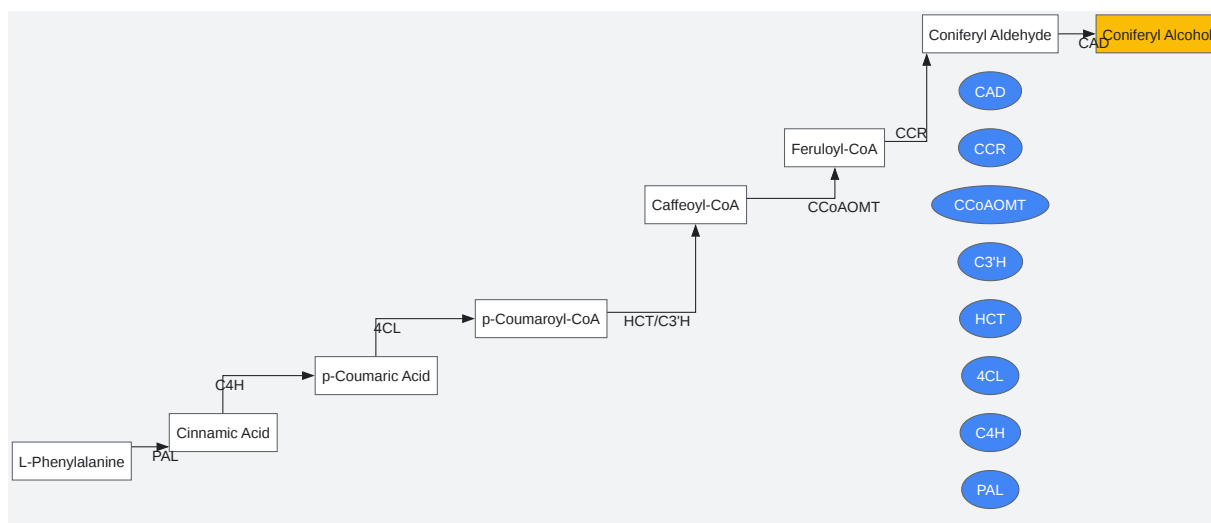 Coniferyl Aldehyde
CAD
Coniferyl Alcohol
CAD
CCR
Feruloyl-CoA
CCR
Caffeoyl-CoA
CCoAOMT
CCoAOMT
C3'H
p-Coumaroyl-CoA
HCT/C3'H
HCT
4CL
p-Coumaric Acid
4CL
C4H
Cinnamic Acid
C4H
L-Phenylalanine
PAL
PAL